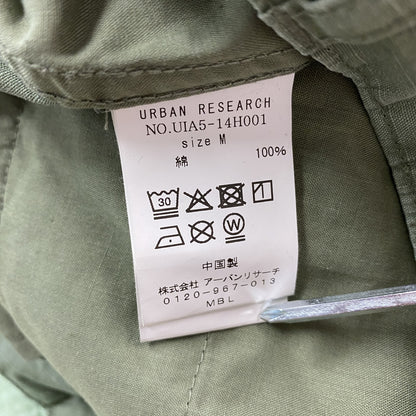 URBAN RESEARCH
NO.UIA5-14H001
size M
綿 100%
30
W
中国製
株式会社 アーバンリサーチ
0120-967-013
MBL